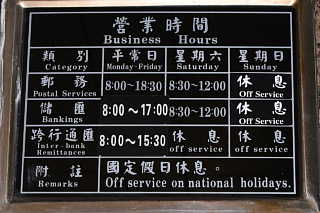 營業時間
Business Hours
類別 平常日 星期六 星期日
Category Monday-Friday Saturday Sunday
郵務 8:00~18:30 8:30~12:00 休息
Postal Services Off Service
儲匯 8:00~17:00 8:30~12:00 休息
Bankings Off Service
跨行通匯 8:00~15:30 休息 休息
Inter-bank Remittances off service off service
附註 國定假日休息。
Remarks Off service on national holidays.